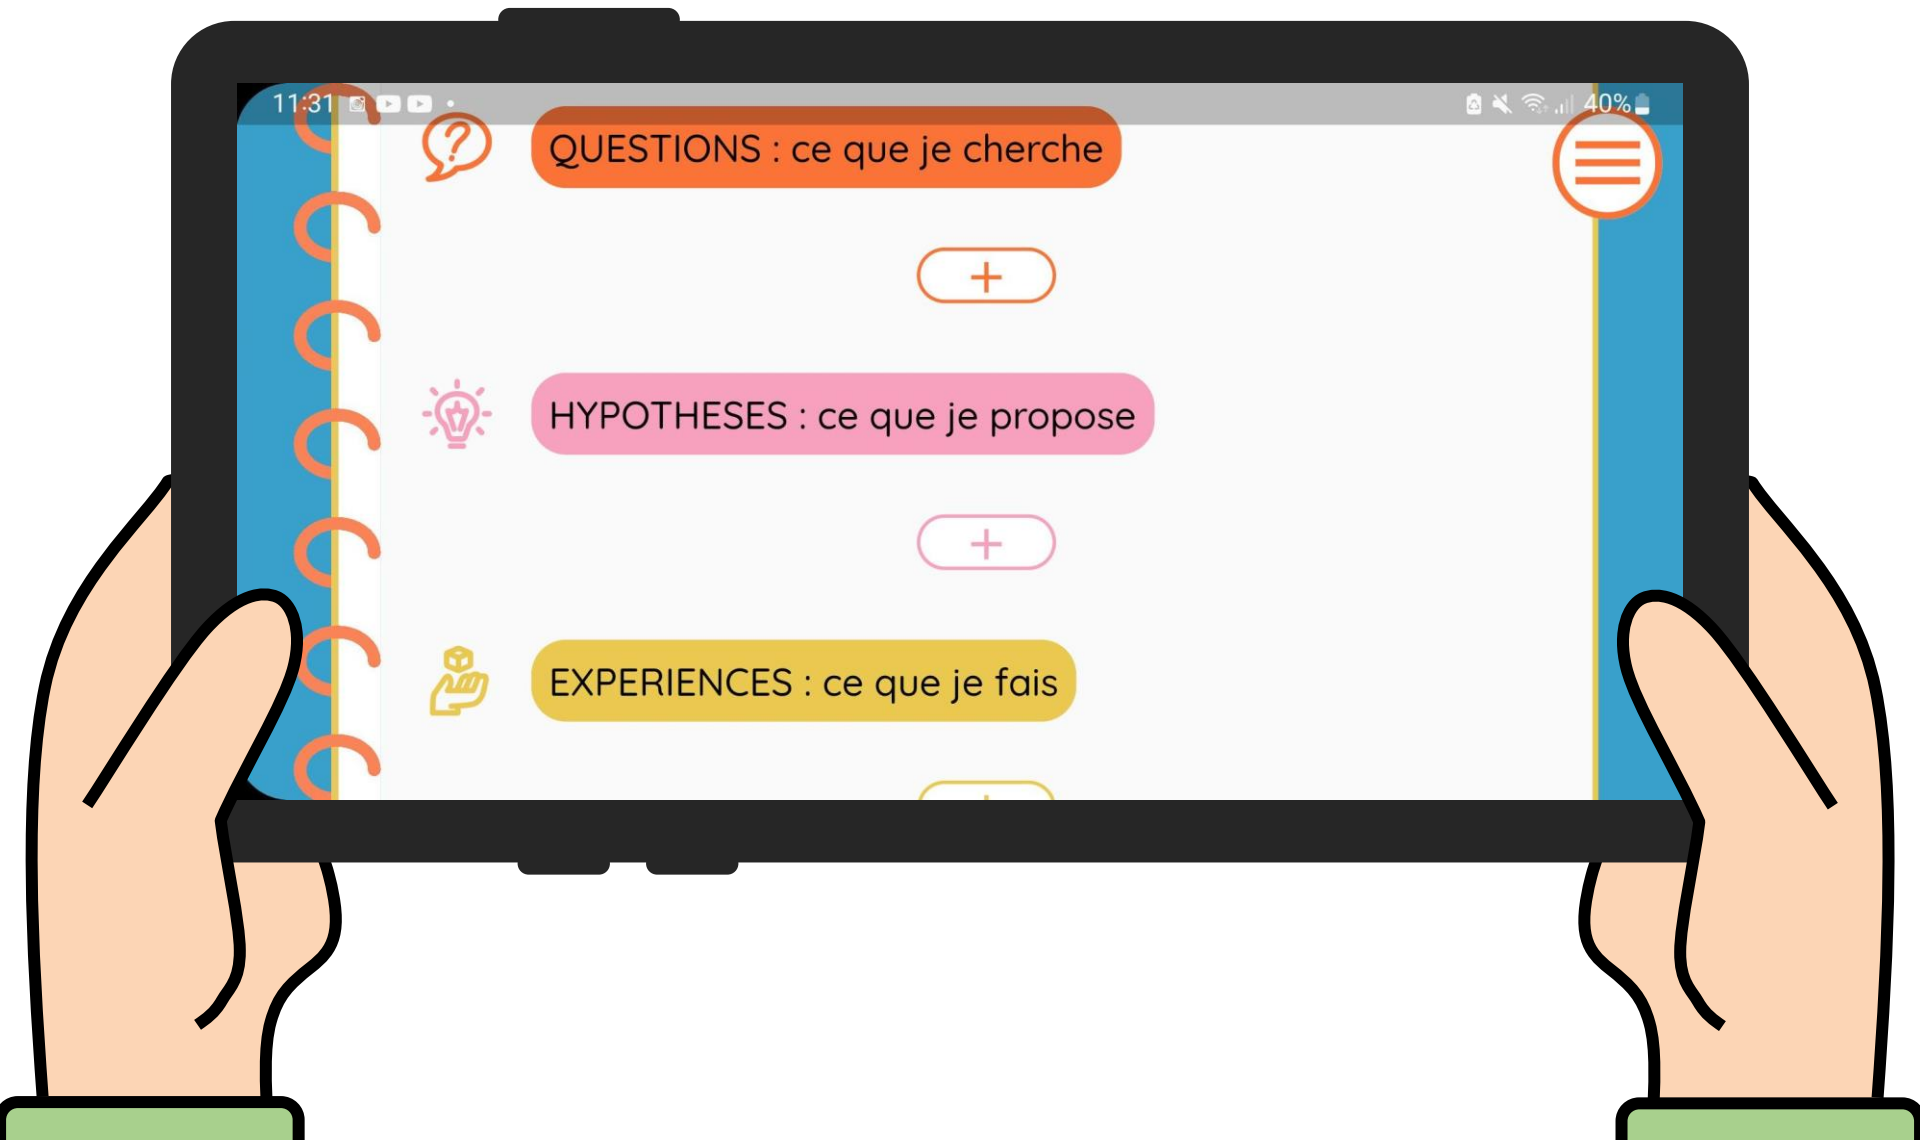 11:31 40%
QUESTIONS : ce que je cherche
+
HYPOTHESES : ce que je propose
+
EXPERIENCES : ce que je fais